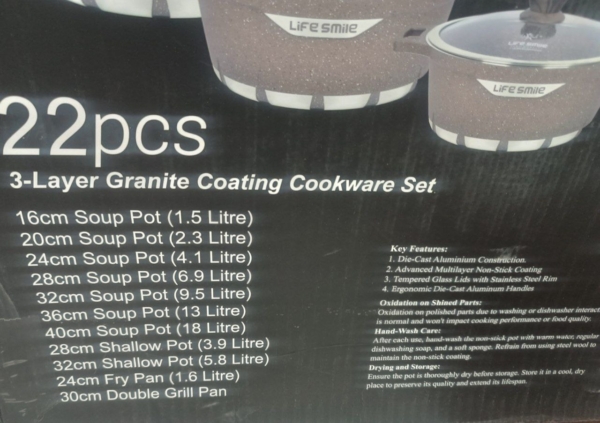 LIFE SMILE
LIFE SMILE
LIFE SMILE
22pcs
3-Layer Granite Coating Cookware Set
16cm Soup Pot (1.5 Litre)
20cm Soup Pot (2.3 Litre)
24cm Soup Pot (4.1 Litre)
28cm Soup Pot (6.9 Litre)
32cm Soup Pot (9.5 Litre)
36cm Soup Pot (13 Litre)
40cm Soup Pot (18 Litre)
28cm Shallow Pot (3.9 Litre)
32cm Shallow Pot (5.8 Litre)
24cm Fry Pan (1.6 Litre)
30cm Double Grill Pan
Key Features:
1. Die-Cast Aluminium Construction.
2. Advanced Multilayer Non-Stick Coating
3. Tempered Glass Lids with Stainless Steel Rim
4. Ergonomic Die-Cast Aluminum Handles
Oxidation on Shined Parts:
Oxidation on polished parts due to washing or dishwasher interact
is normal and won't impact cooking performance or food quality.
Hand-Wash Care:
After each use, hand-wash the non-stick pot with warm water, regular
dishwashing soap, and a soft sponge. Refrain from using steel wool to
maintain the non-stick coating.
Drying and Storage:
Ensure the pot is thoroughly dry before storage. Store it in a cool, dry
place to preserve its quality and extend its lifespan.